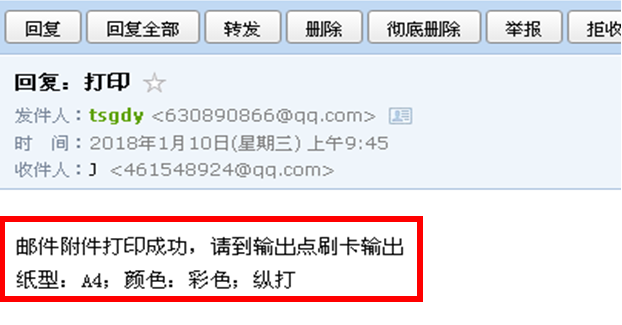 回复 回复全部 转发 删除 彻底删除 举报 拒收
回复：打印
发件人：tsgdy <630890866@qq.com>
时 间：2018年1月10日(星期三) 上午9:45
收件人：J <461548924@qq.com>
邮件附件打印成功，请到输出点刷卡输出
纸型：A4；颜色：彩色；纵打